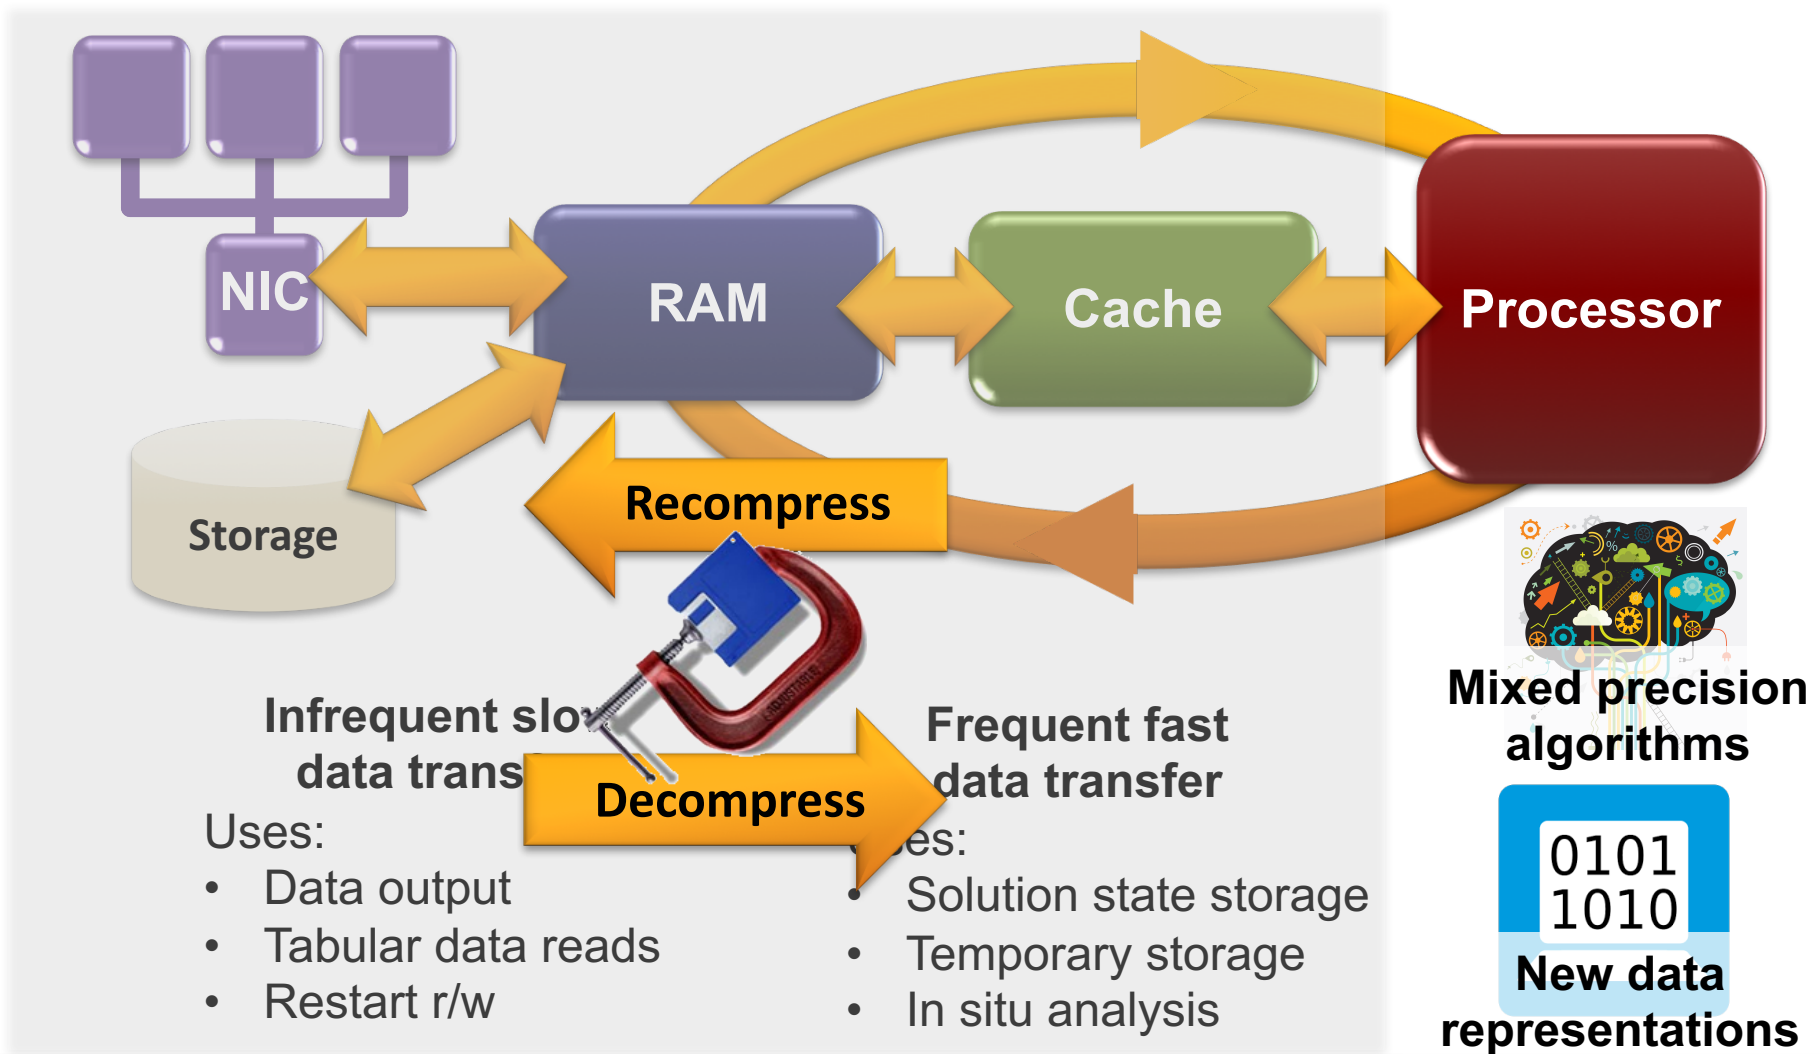 NIC
RAM
Cache
Processor
Storage
Recompress
Infrequent slo
data trans
Decompress
Frequent fast
data transfer
Uses:
• Data output
• Tabular data reads
• Restart r/w
es:
• Solution state storage
• Temporary storage
• In situ analysis
%
Mixed precision
algorithms
0101
1010
New data
representations